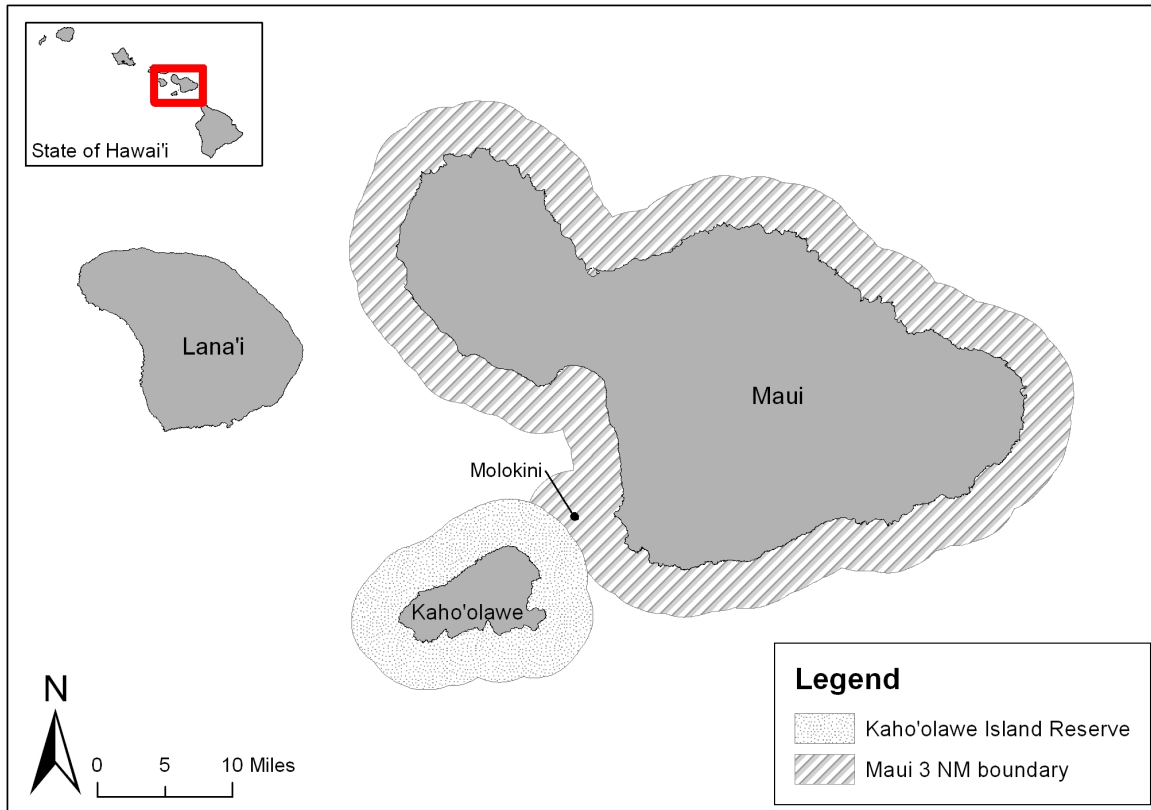 State of Hawai'i
Lana'i
Maui
Molokini
Kaho'olawe
N
0 5 10 Miles
Legend
Kaho'olawe Island Reserve
Maui 3 NM boundary